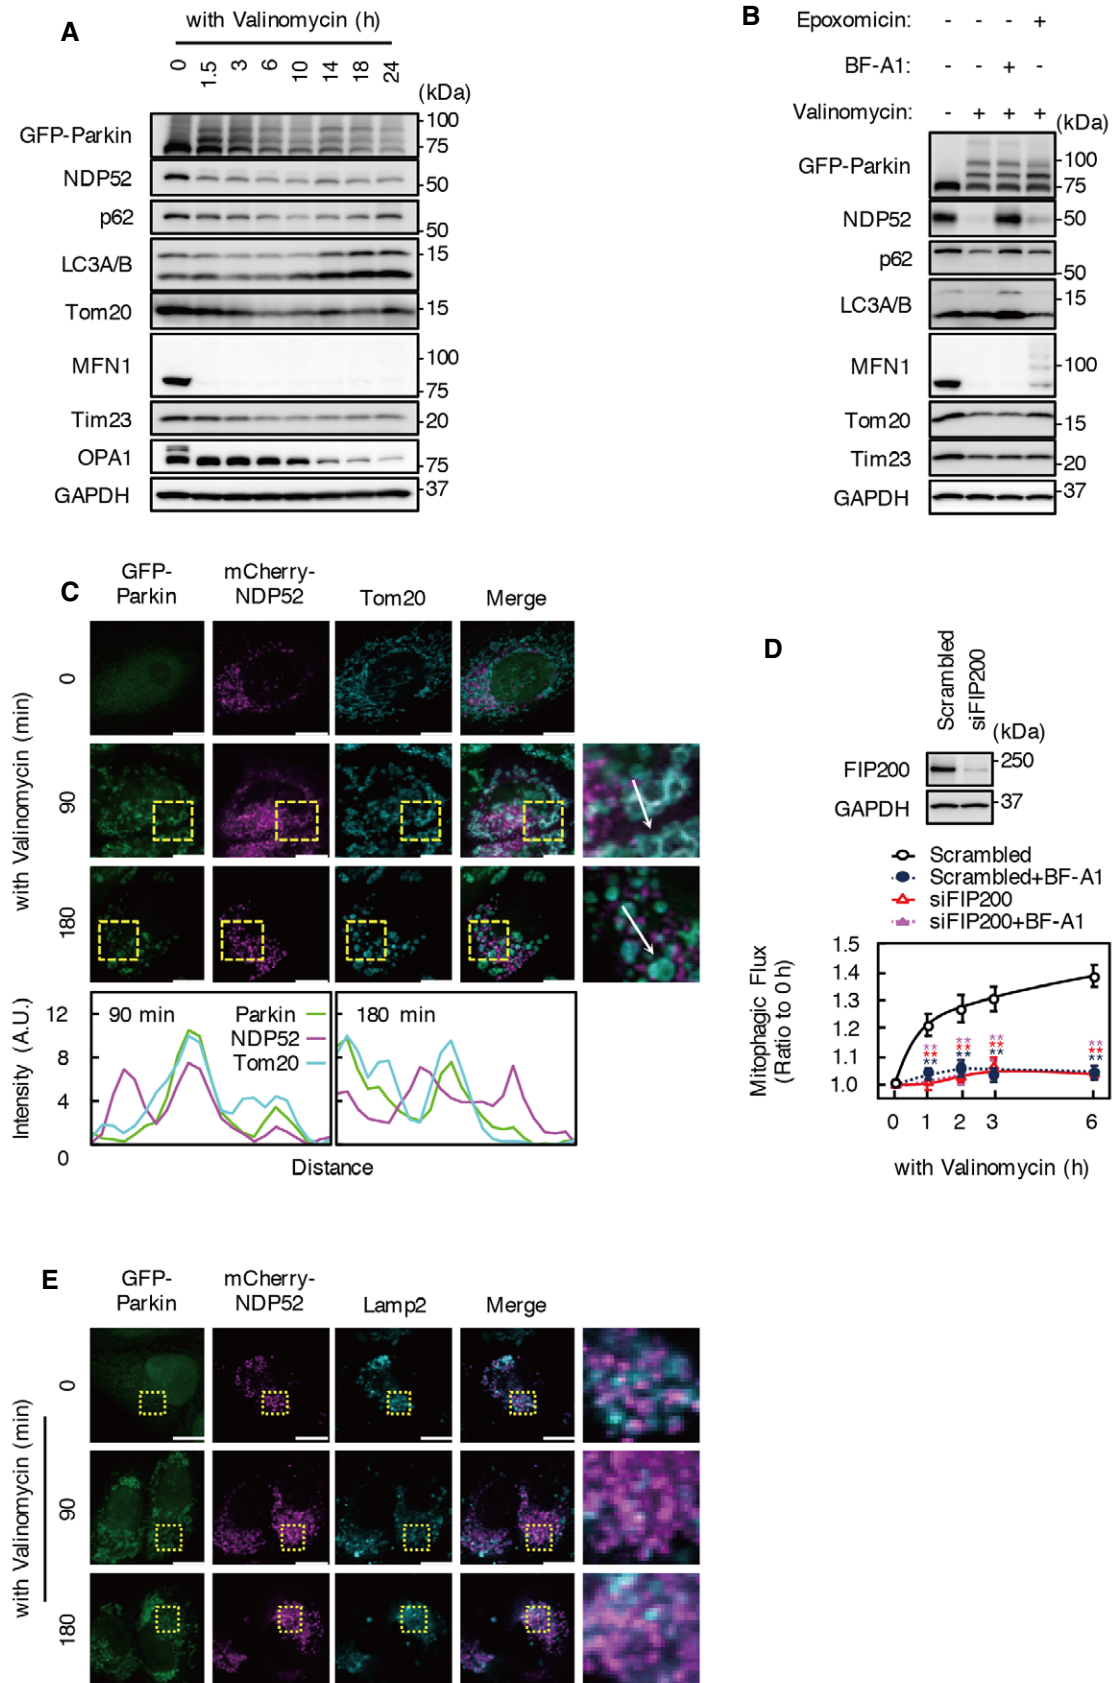 A
with Valinomycin (h)
0 1.5 3 6 10 14 18 24
(kDa)
GFP-Parkin
100
75
NDP52
50
p62
50
LC3A/B
15
Tom20
15
MFN1
100
75
Tim23
20
OPA1
75
GAPDH
37
B
Epoxomicin: - - - +
BF-A1: - - + -
Valinomycin: - + + +
(kDa)
GFP-Parkin
100
75
NDP52
50
p62
50
LC3A/B
15
MFN1
100
Tom20
15
Tim23
20
GAPDH
37
C
GFP-
Parkin
mCherry-
NDP52
Tom20
Merge
with Valinomycin (min)
0
90
180
Intensity (A.U.)
12
8
4
0
90 min
Parkin
NDP52
Tom20
180 min
Distance
D
Scrambled
siFIP200
(kDa)
FIP200
250
GAPDH
37
Scrambled
Scrambled+BF-A1
siFIP200
siFIP200+BF-A1
Mitophagic Flux
(Ratio to 0 h)
1.5
1.4
1.3
1.2
1.1
1.0
** ** ** **
** ** ** **
** ** ** **
0 1 2 3 6
with Valinomycin (h)
E
GFP-
Parkin
mCherry-
NDP52
Lamp2
Merge
with Valinomycin (min)
0
90
180